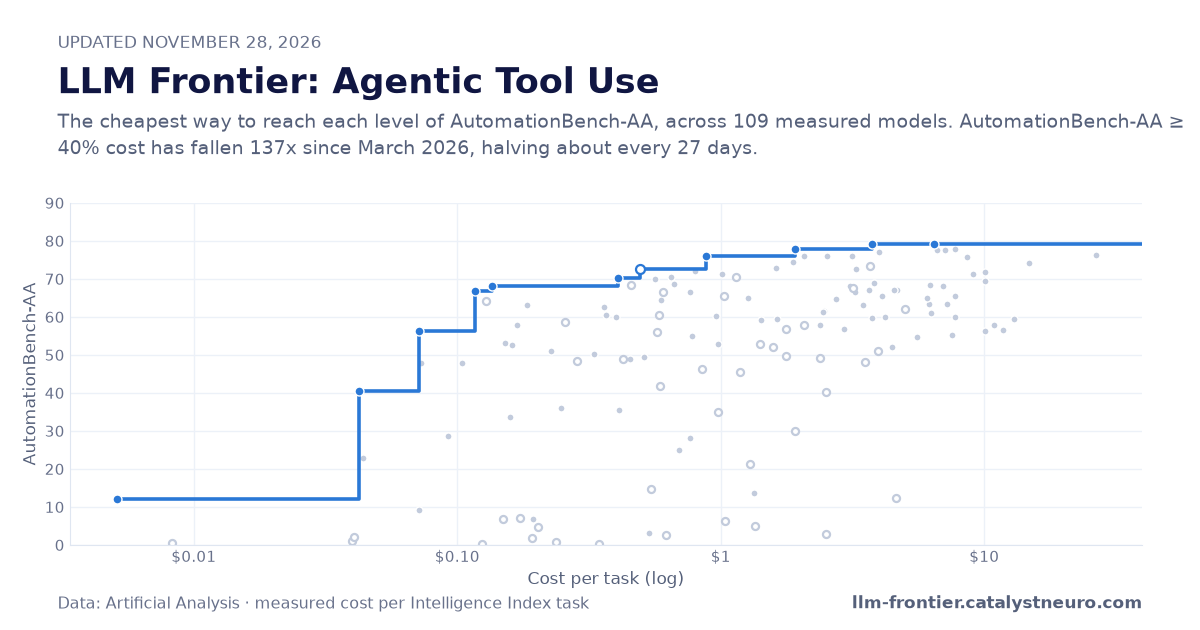 UPDATED NOVEMBER 28, 2026
LLM Frontier: Agentic Tool Use
The cheapest way to reach each level of AutomationBench-AA, across 109 measured models. AutomationBench-AA ≥
40% cost has fallen 137x since March 2026, halving about every 27 days.
AutomationBench-AA
90
80
70
60
50
40
30
20
10
0
$0.01 $0.10 $1 $10
Cost per task (log)
Data: Artificial Analysis · measured cost per Intelligence Index task
llm-frontier.catalystneuro.com